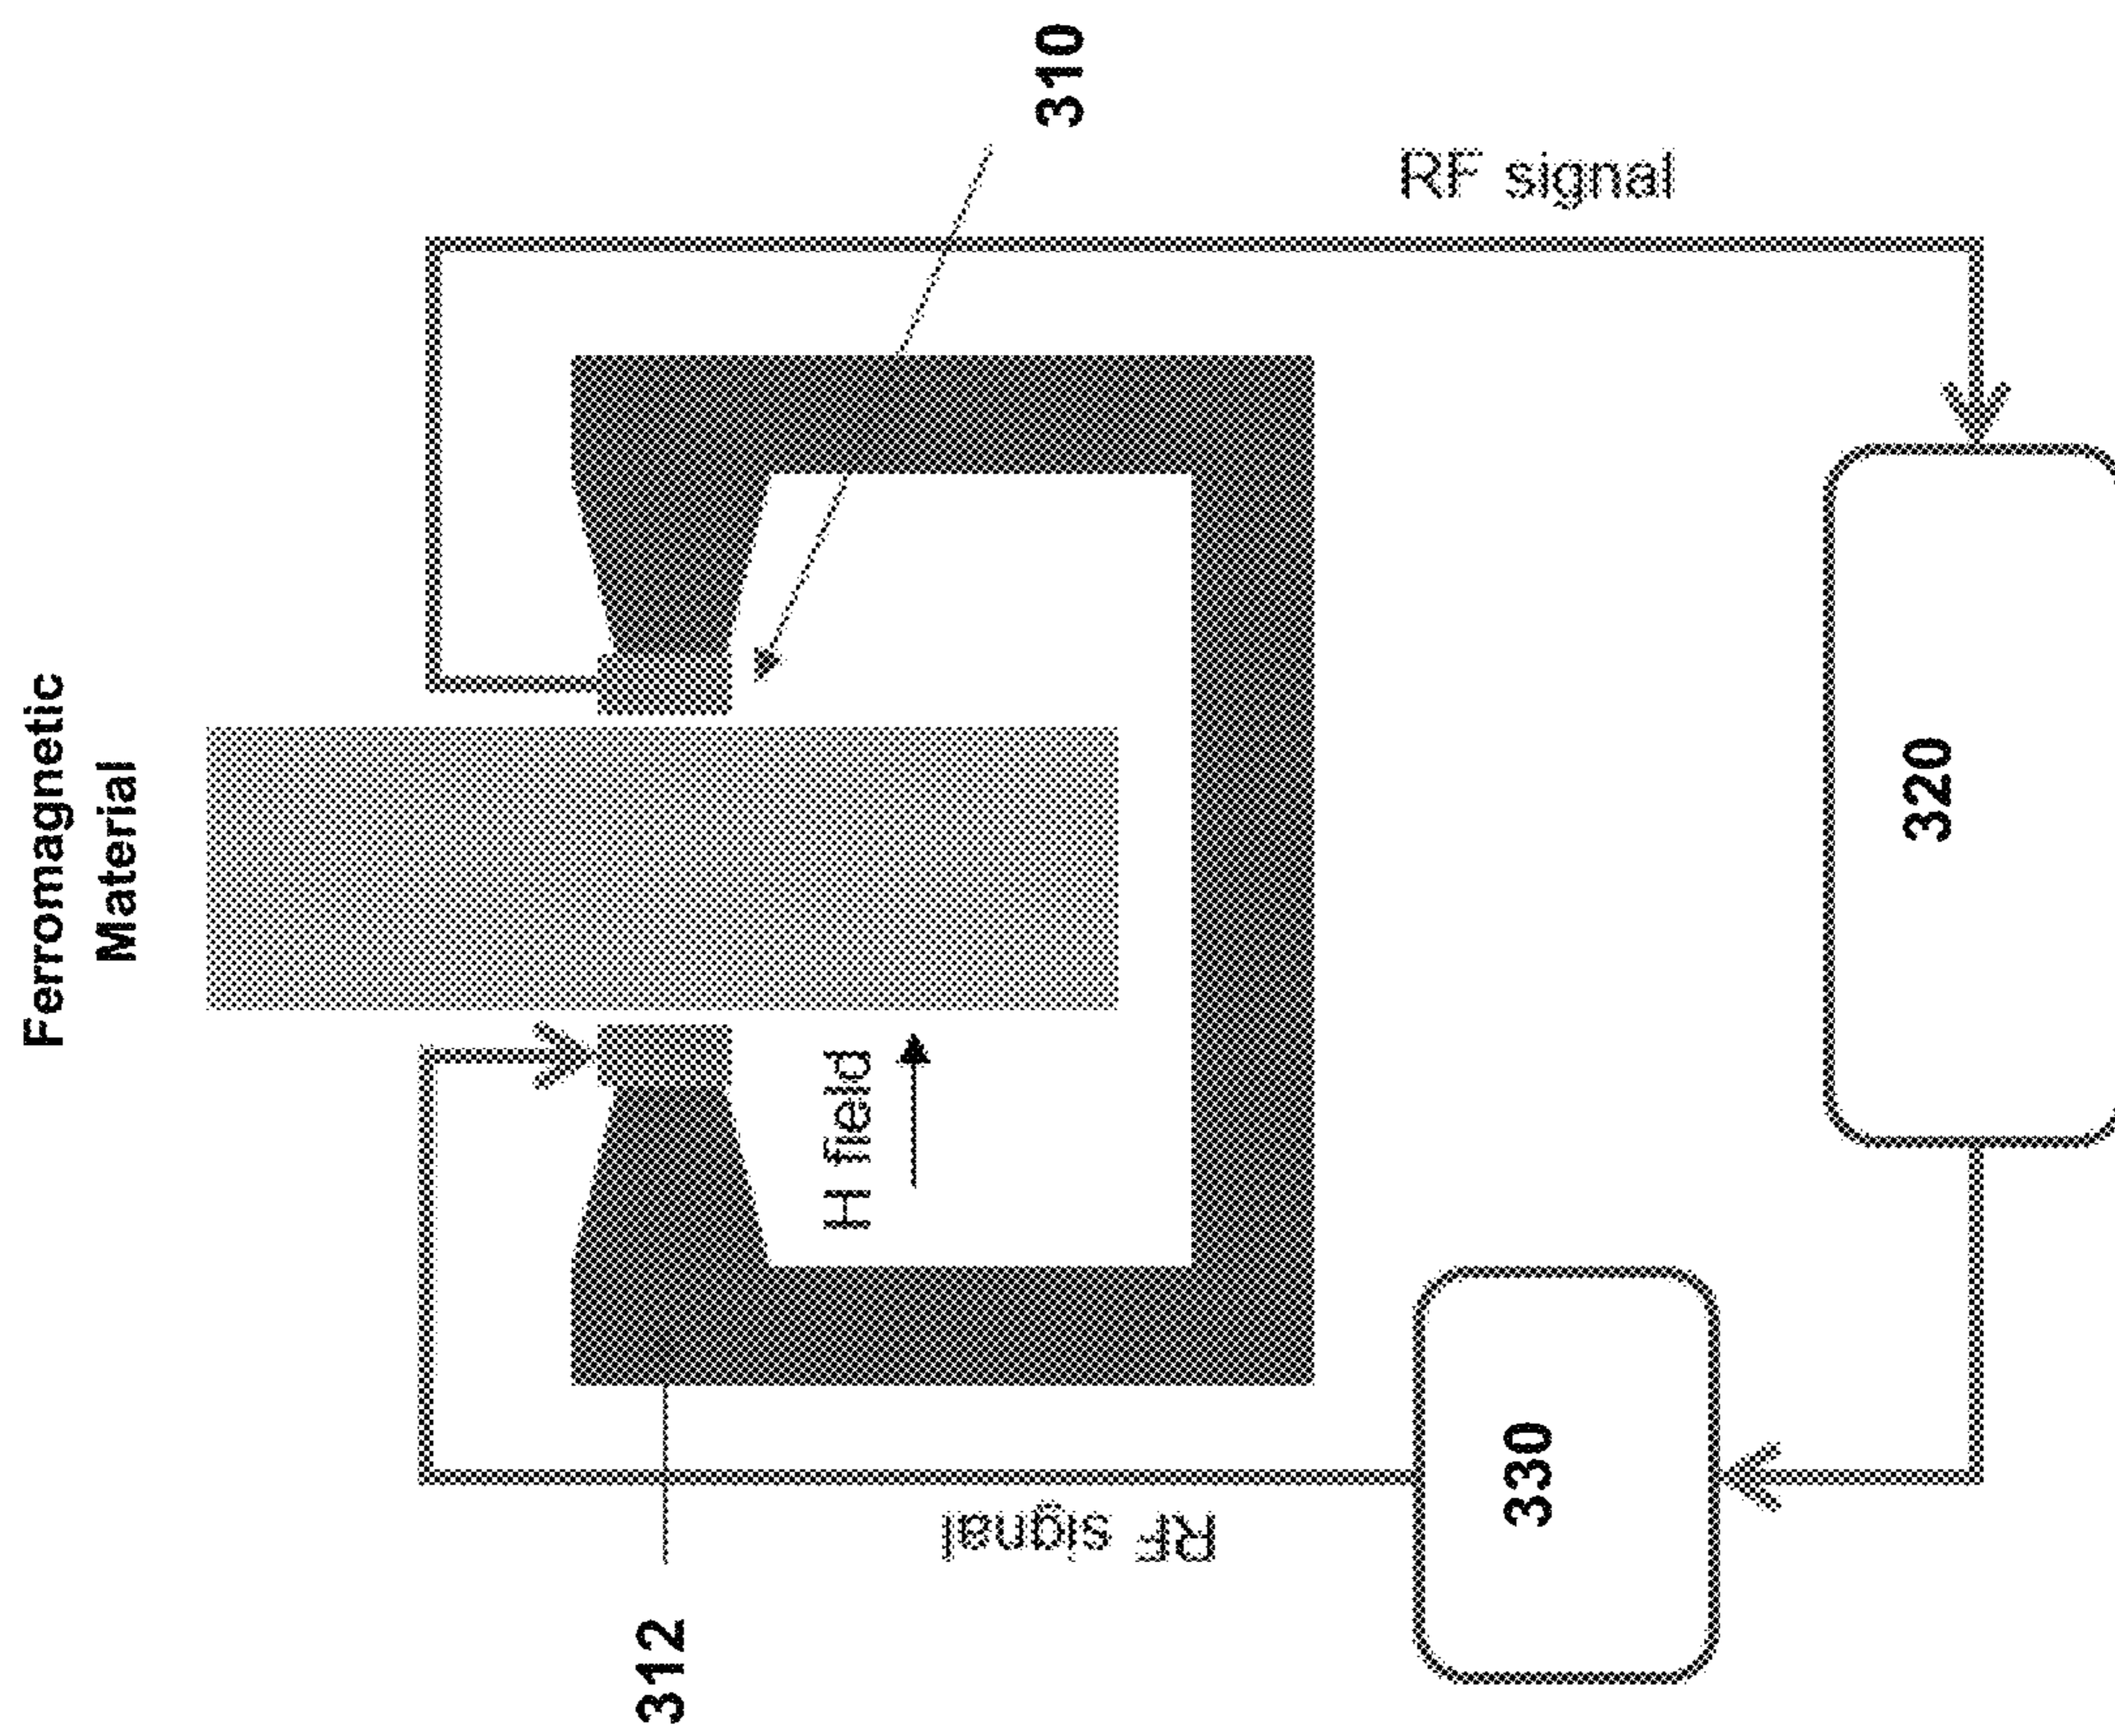 Ferromagnetic
Material
310
RF signal
H field
312
RF signal
330
320